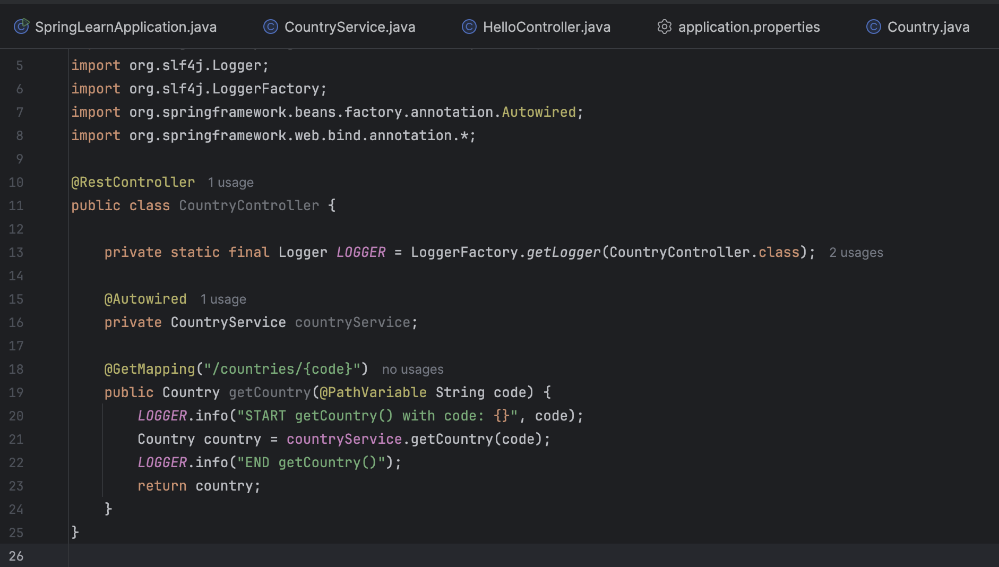 SpringLearnApplication.java CountryService.java HelloController.java application.properties Country.java
5 import org.slf4j.Logger;
6 import org.slf4j.LoggerFactory;
7 import org.springframework.beans.factory.annotation.Autowired;
8 import org.springframework.web.bind.annotation.*;
9
10 @RestController 1 usage
11 public class CountryController {
12
13     private static final Logger LOGGER = LoggerFactory.getLogger(CountryController.class); 2 usages
14
15     @Autowired 1 usage
16     private CountryService countryService;
17
18     @GetMapping("/countries/{code}") no usages
19     public Country getCountry(@PathVariable String code) {
20         LOGGER.info("START getCountry() with code: {}", code);
21         Country country = countryService.getCountry(code);
22         LOGGER.info("END getCountry()");
23         return country;
24     }
25 }
26